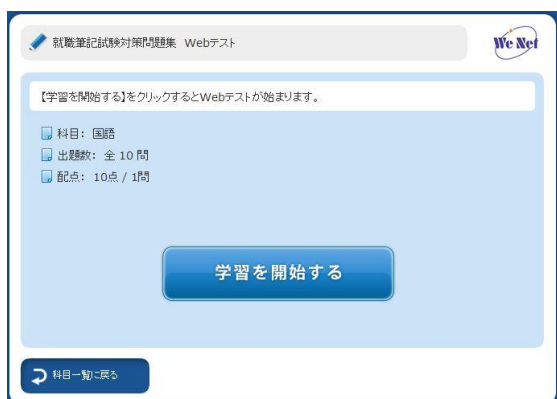 就職筆記試験対策問題集 Webテスト
We Net
【学習を開始する】をクリックするとWebテストが始まります。
科目: 国語
出題数: 全 10 問
配点: 10点 / 1問
学習を開始する
科目一覧に戻る